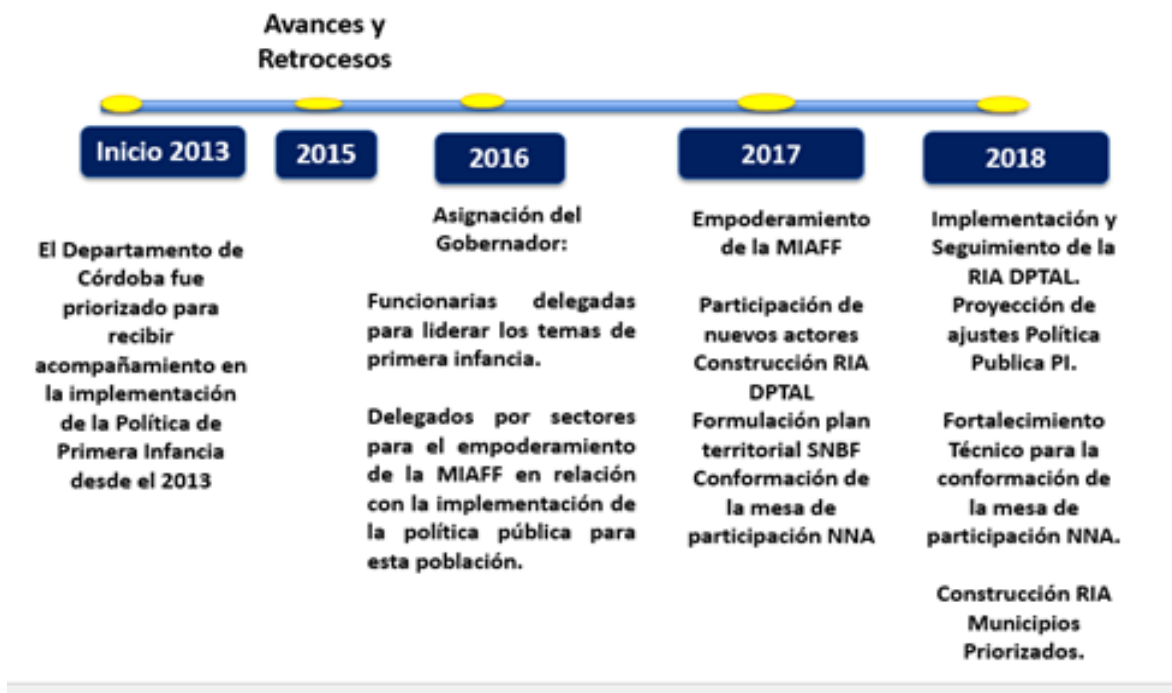 Avances y
Retrocesos
Inicio 2013
2015
2016
2017
2018
El Departamento de
Córdoba fue
priorizado para
recibir
acompañamiento en
la implementación
de la Política de
Primera Infancia
desde el 2013
Asignación del
Gobernador:
Funcionarias delegadas
para liderar los temas de
primera infancia.
Delegados por sectores
para el empoderamiento
de la MIAFF en relación
con la implementación de
la política pública para
esta población.
Empoderamiento
de la MIAFF
Participación de
nuevos actores
Construcción RIA
DPTAL
Formulación plan
territorial SNBF
Conformación de
la mesa de
participación NNA
Implementación y
Seguimiento de la
RIA DPTAL.
Proyección de
ajustes Política
Publica PI.
Fortalecimiento
Técnico para la
conformación de
la mesa de
participación NNA.
Construcción RIA
Municipios
Priorizados.